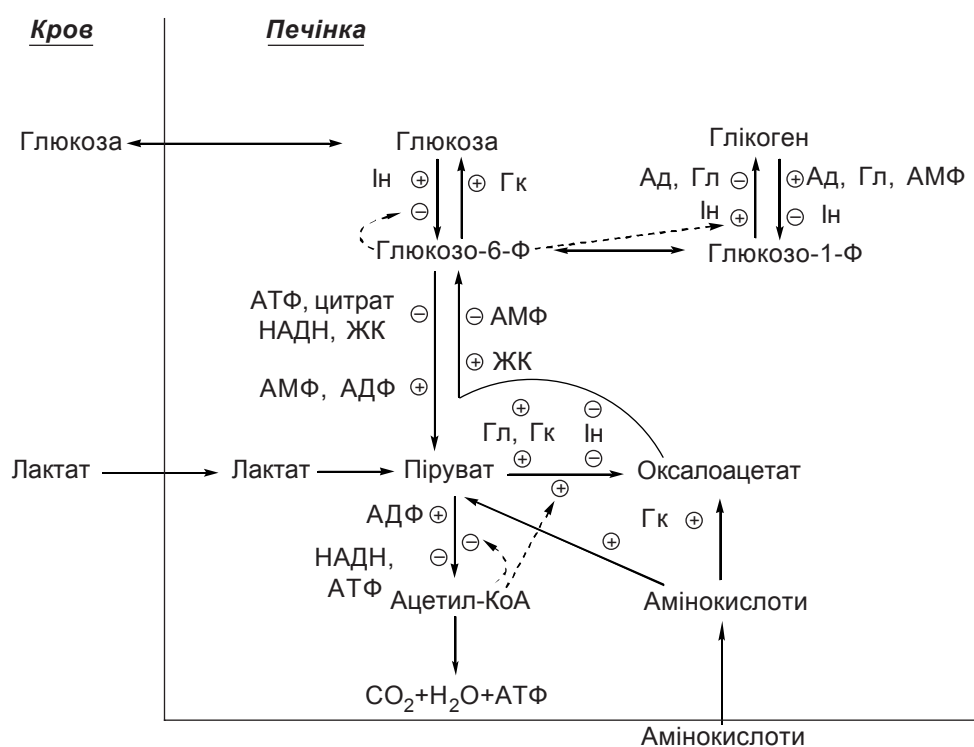 Кров
Печінка
Глюкоза
Глюкоза
Глікоген
Ін ⊕
⊕ Гк
Ад, Гл ⊖
⊕ Ад, Гл, АМФ
⊖
Ін ⊕
⊖ Ін
Глюкозо-6-Ф
Глюкозо-1-Ф
АТФ, цитрат
НАДН, ЖК
⊖
⊖ АМФ
АМФ, АДФ ⊕
⊕ ЖК
⊕ ⊖
Гл, Гк Ін
⊕ ⊖
Лактат
Лактат
Піруват
Оксалоацетат
⊕
АДФ ⊕
Гк ⊕
⊖
⊕
НАДН,
АТФ
⊖
Ацетил-КоА
Амінокислоти
CO₂+H₂O+АТФ
Амінокислоти